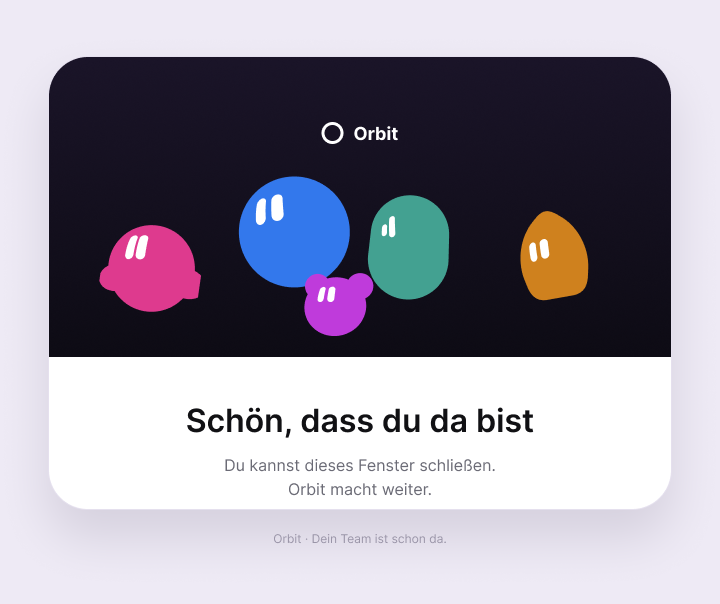 Orbit
Schön, dass du da bist
Du kannst dieses Fenster schließen.
Orbit macht weiter.
Orbit · Dein Team ist schon da.